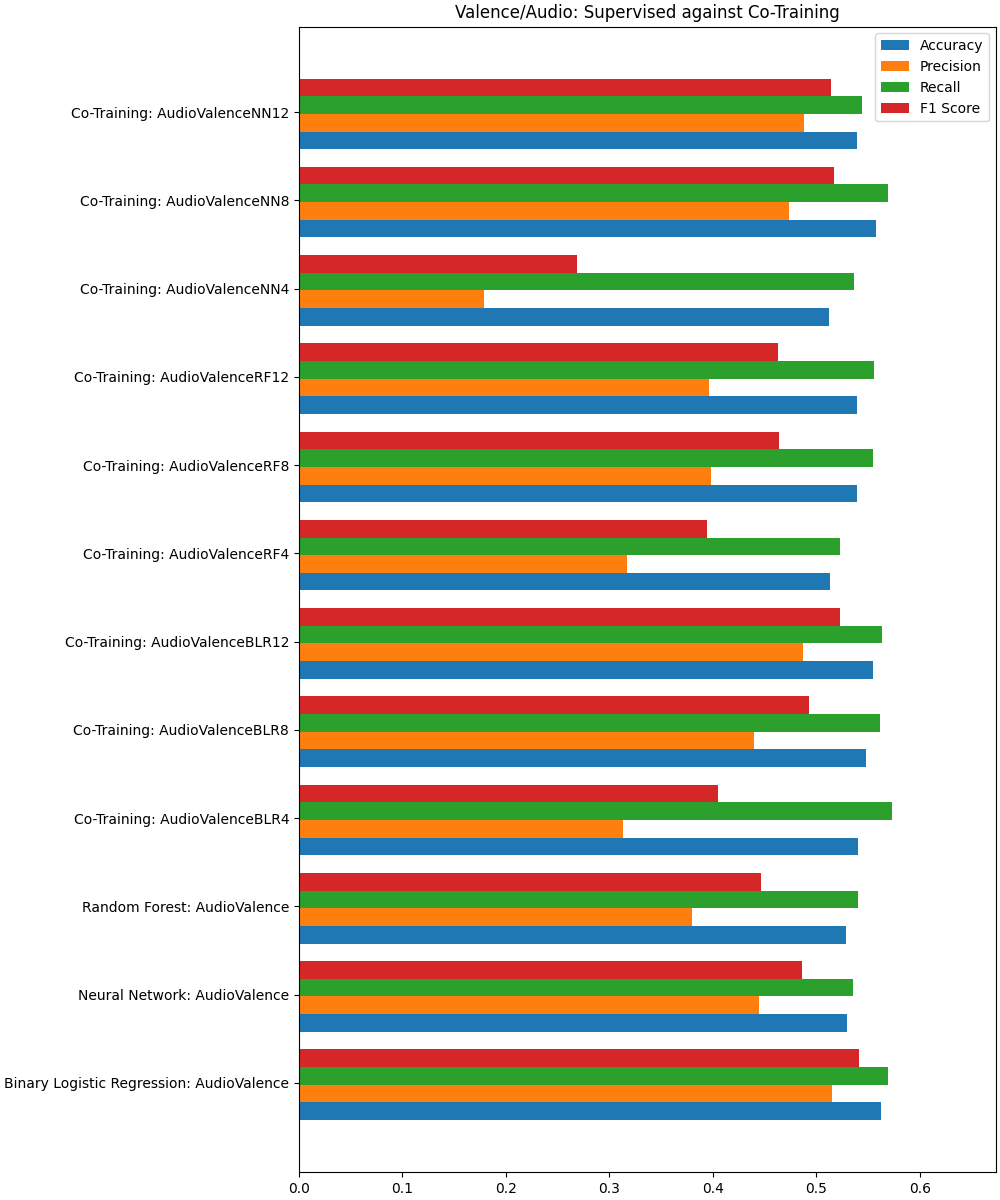 Valence/Audio: Supervised against Co-Training
Accuracy
Precision
Recall
F1 Score
Co-Training: AudioValenceNN12
Co-Training: AudioValenceNN8
Co-Training: AudioValenceNN4
Co-Training: AudioValenceRF12
Co-Training: AudioValenceRF8
Co-Training: AudioValenceRF4
Co-Training: AudioValenceBLR12
Co-Training: AudioValenceBLR8
Co-Training: AudioValenceBLR4
Random Forest: AudioValence
Neural Network: AudioValence
Binary Logistic Regression: AudioValence
0.0 0.1 0.2 0.3 0.4 0.5 0.6